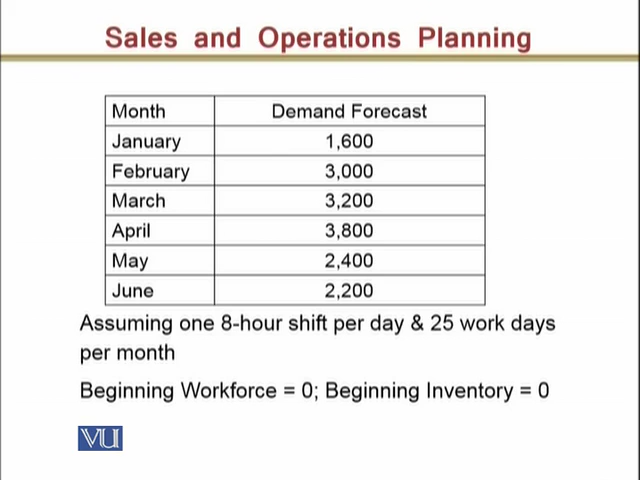 Sales and Operations Planning
Month Demand Forecast
January 1,600
February 3,000
March 3,200
April 3,800
May 2,400
June 2,200
Assuming one 8-hour shift per day & 25 work days
per month
Beginning Workforce = 0; Beginning Inventory = 0
VU